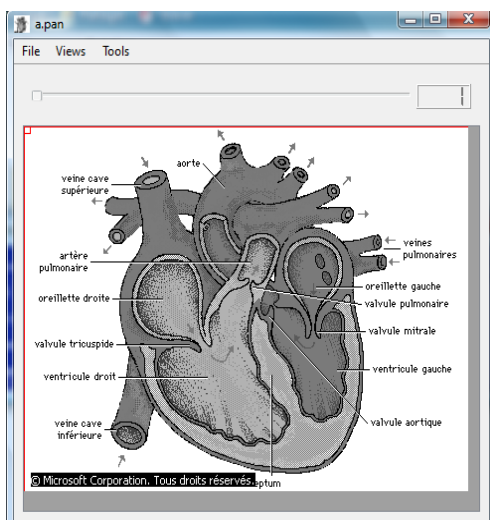 a.pan
File Views Tools
aorte
veine cave
supérieure
artère
pulmonaire
oreillette droite
valvule tricuspide
ventricule droit
veine cave
inférieure
veines
pulmonaires
oreillette gauche
valvule pulmonaire
valvule mitrale
ventricule gauche
valvule aortique
© Microsoft Corporation. Tous droits réservés.